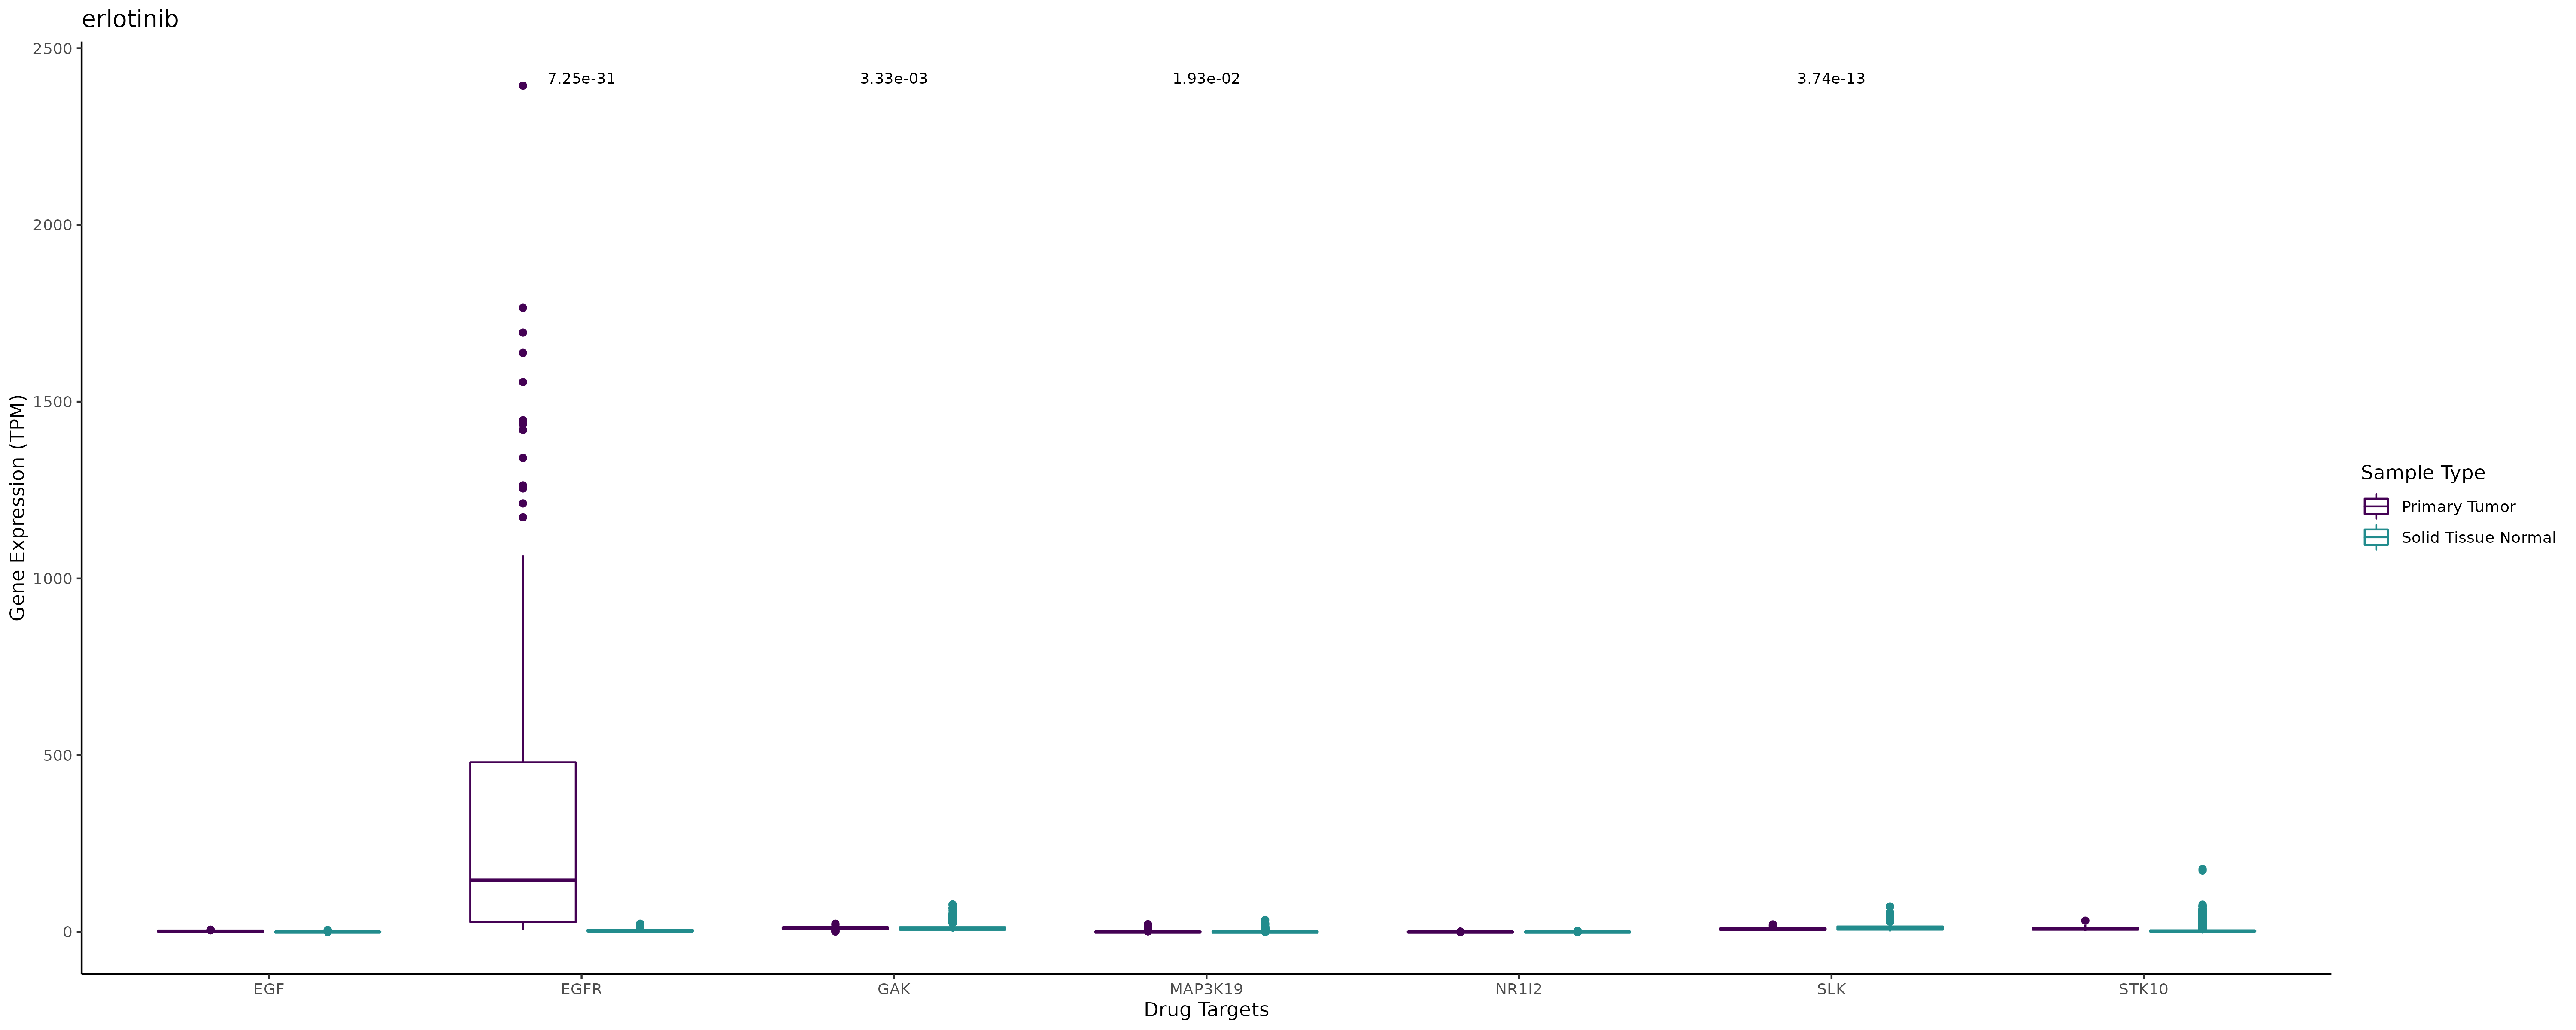 erlotinib
2500
2000
1500
1000
500
0
Gene Expression (TPM)
7.25e-31
3.33e-03
1.93e-02
3.74e-13
EGF
EGFR
GAK
MAP3K19
NR1I2
SLK
STK10
Drug Targets
Sample Type
Primary Tumor
Solid Tissue Normal